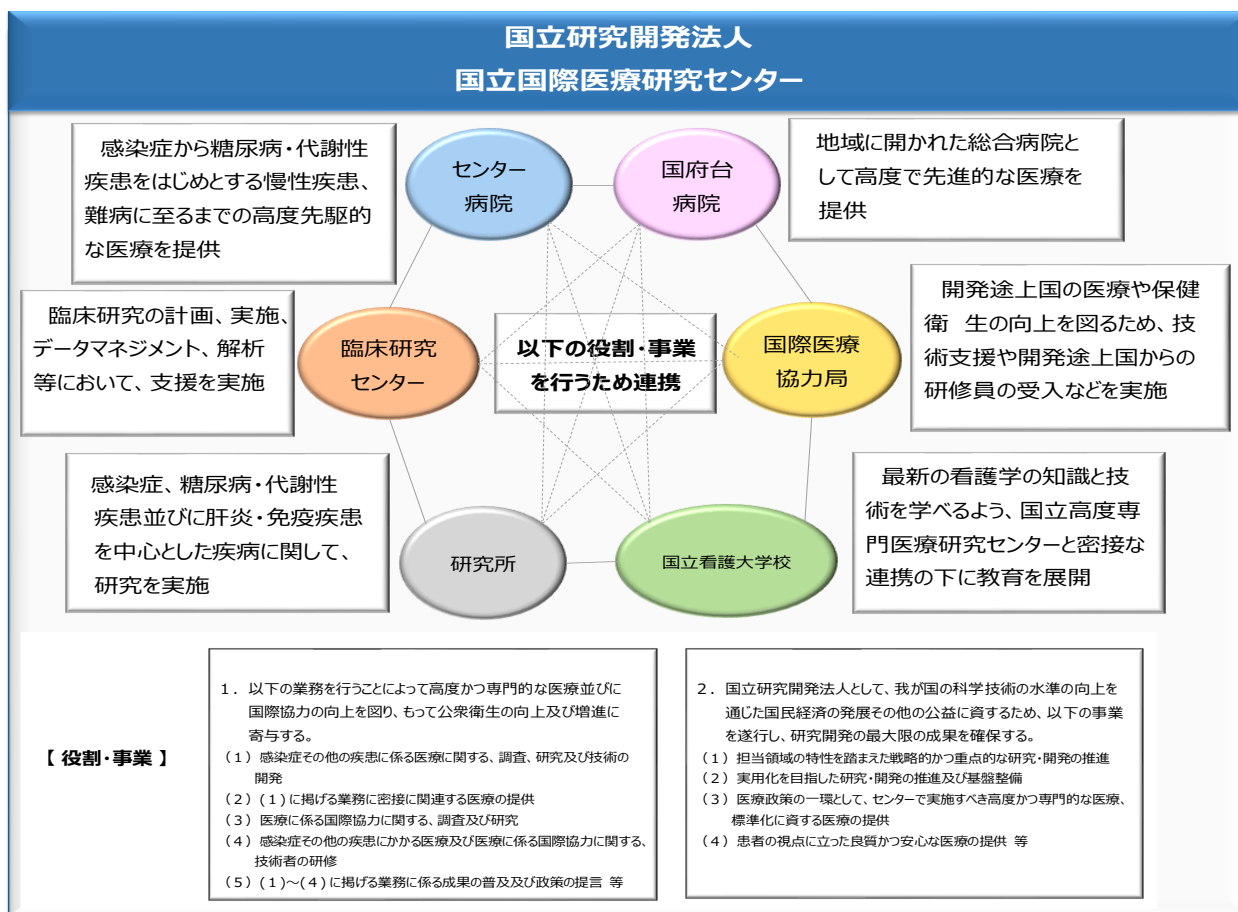 国立研究開発法人
国立国際医療研究センター
感染症から糖尿病・代謝性
疾患をはじめとする慢性疾患、
難病に至るまでの高度先駆的
な医療を提供
センター
病院
国府台
病院
地域に開かれた総合病院と
して高度で先進的な医療を
提供
臨床研究の計画、実施、
データマネジメント、解析
等において、支援を実施
臨床研究
センター
以下の役割・事業
を行うため連携
国際医療
協力局
開発途上国の医療や保健
衛 生の向上を図るため、技
術支援や開発途上国からの
研修員の受入などを実施
感染症、糖尿病・代謝性
疾患並びに肝炎・免疫疾患
を中心とした疾病に関して、
研究を実施
研究所
国立看護大学校
最新の看護学の知識と技
術を学べるよう、国立高度専
門医療研究センターと密接な
連携の下に教育を展開
【 役割・事業 】
1．以下の業務を行うことによって高度かつ専門的な医療並びに
国際協力の向上を図り、もって公衆衛生の向上及び増進に
寄与する。
（1）感染症その他の疾患に係る医療に関する、調査、研究及び技術の
開発
（2）(１)に掲げる業務に密接に関連する医療の提供
（3）医療に係る国際協力に関する、調査及び研究
（4）感染症その他の疾患にかかる医療及び医療に係る国際協力に関する、
技術者の研修
（5）(１)～(４)に掲げる業務に係る成果の普及及び政策の提言 等
2．国立研究開発法人として、我が国の科学技術の水準の向上を
通じた国民経済の発展その他の公益に資するため、以下の事業
を遂行し、研究開発の最大限の成果を確保する。
（1）担当領域の特性を踏まえた戦略的かつ重点的な研究・開発の推進
（2）実用化を目指した研究・開発の推進及び基盤整備
（3）医療政策の一環として、センターで実施すべき高度かつ専門的な医療、
標準化に資する医療の提供
（4）患者の視点に立った良質かつ安心な医療の提供 等